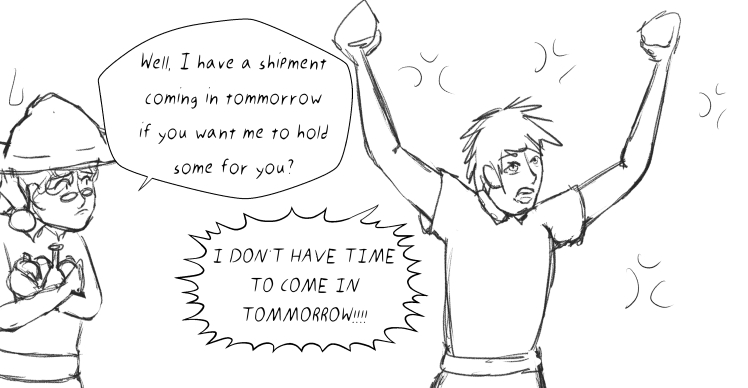 Well, I have a shipment
coming in tommorrow
if you want me to hold
some for you?
I DON'T HAVE TIME
TO COME IN
TOMMORROW!!!!